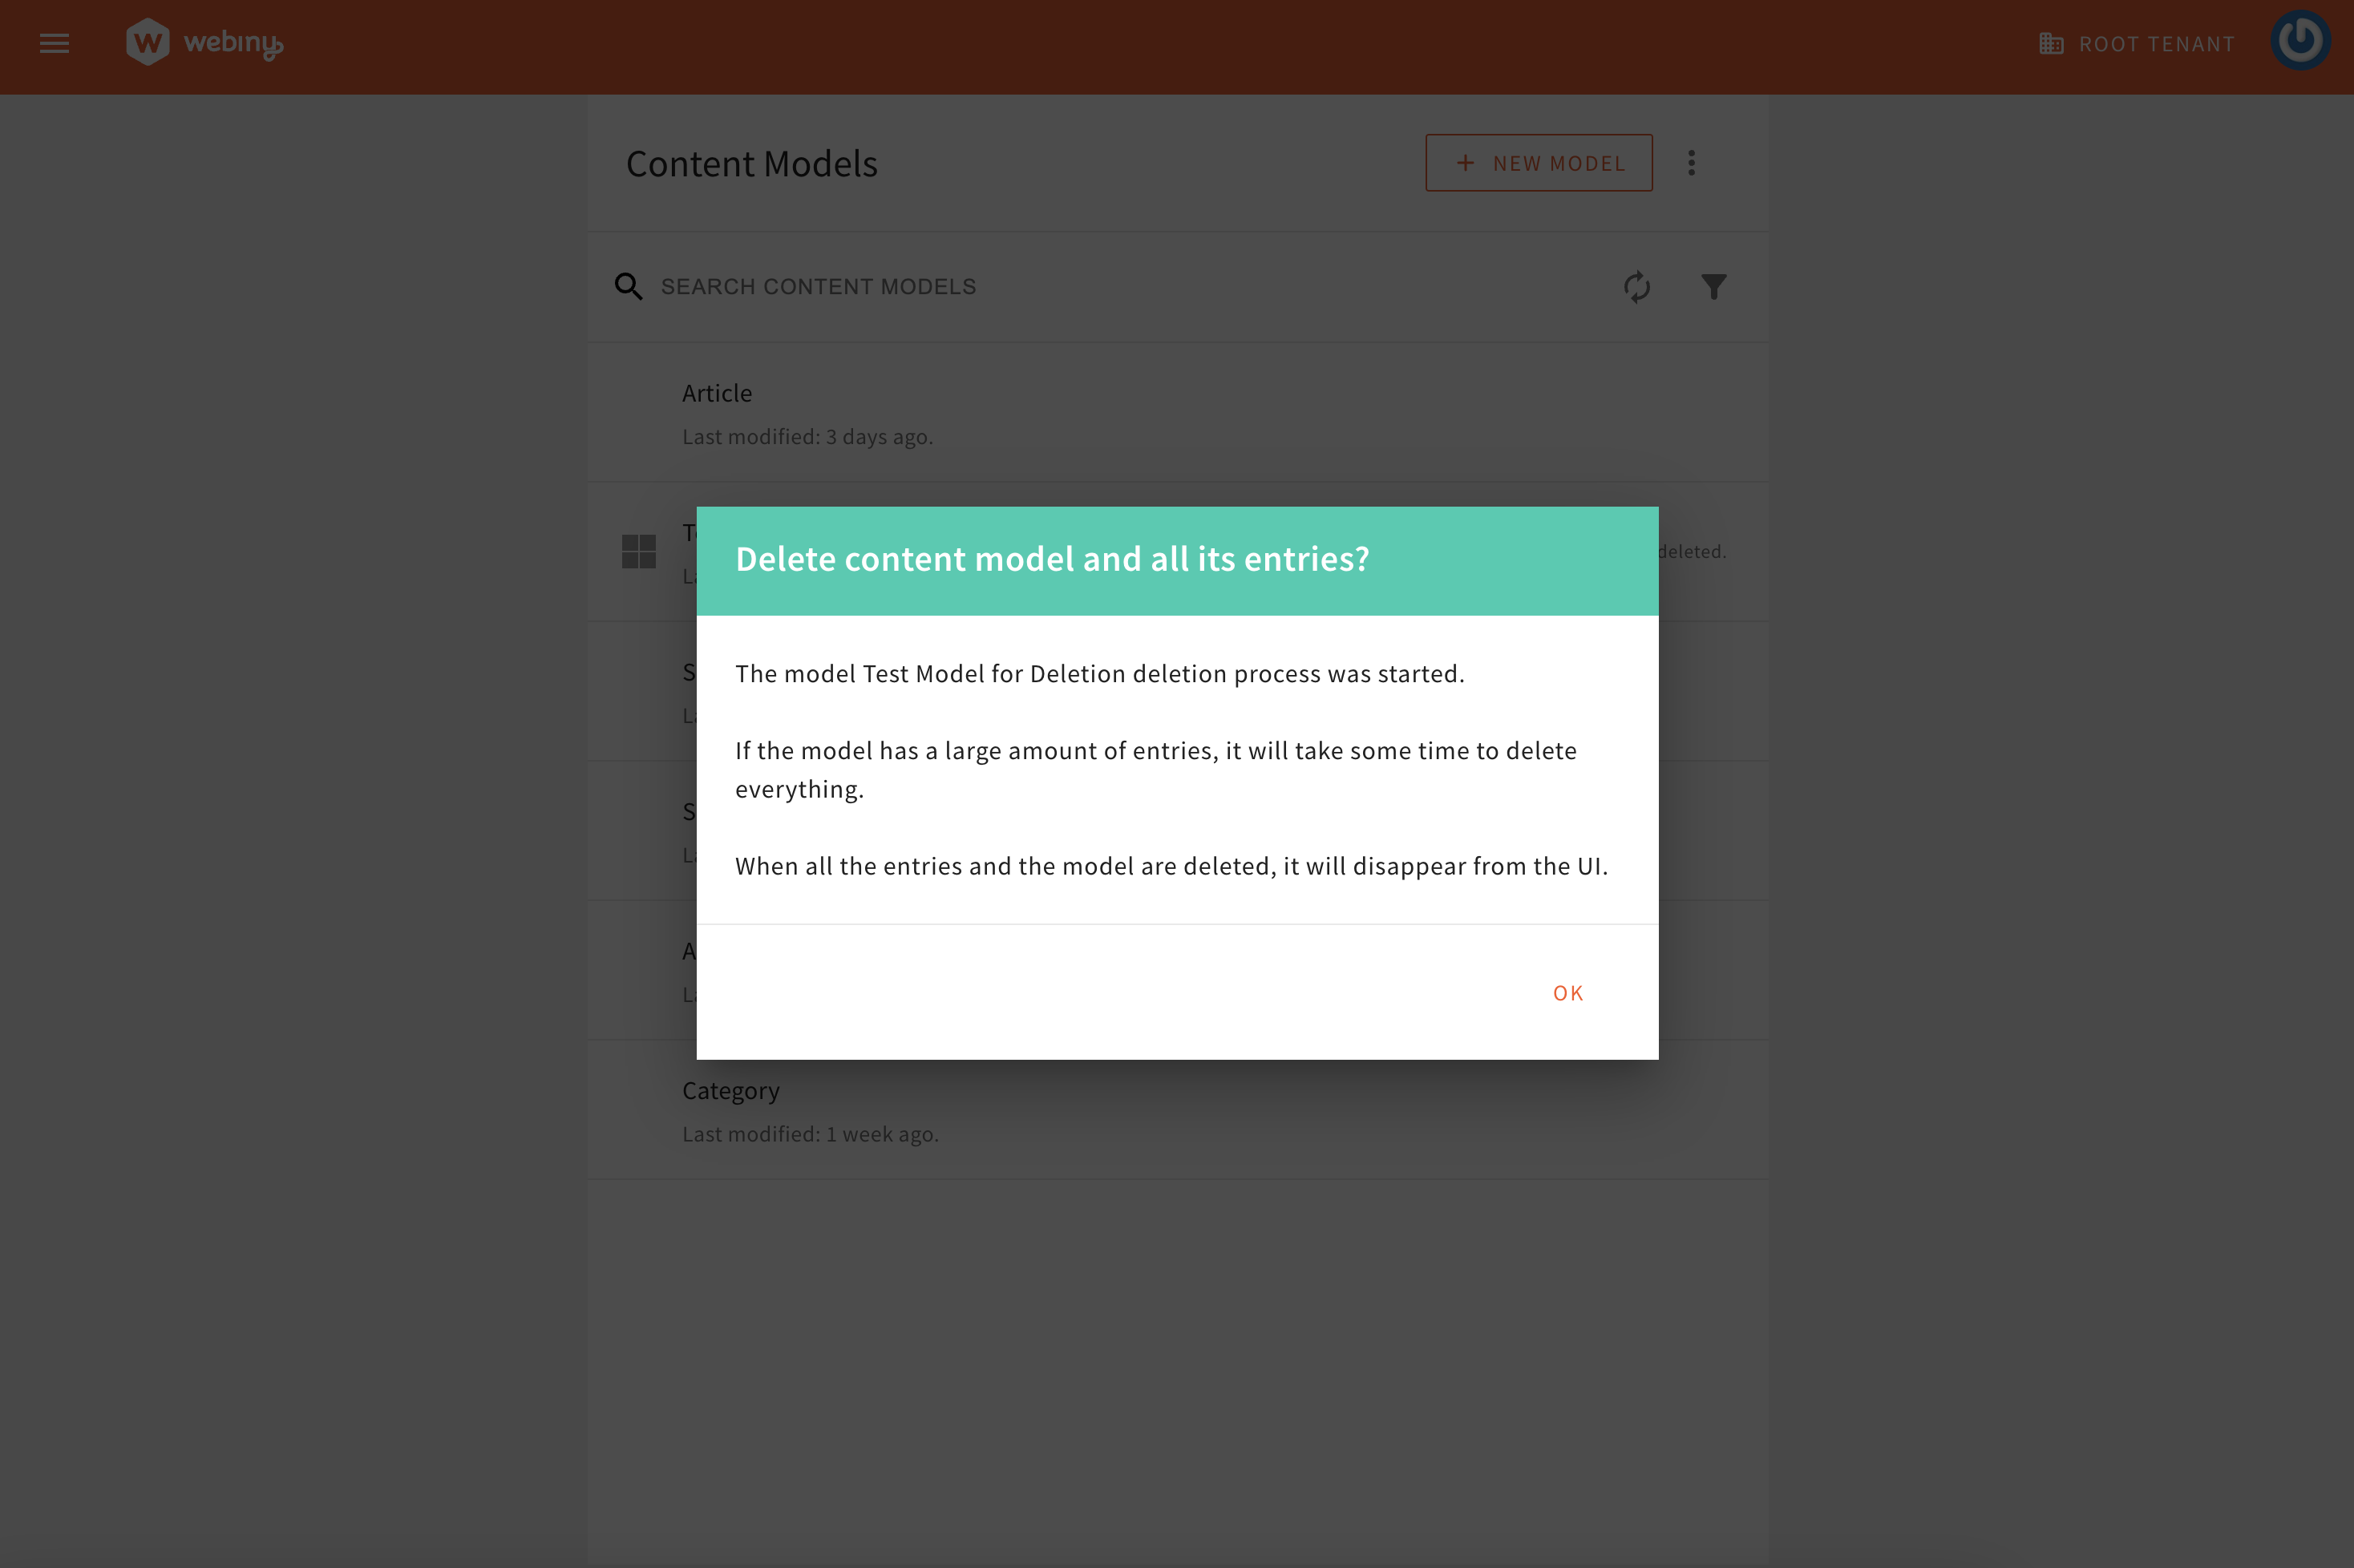 webiny
ROOT TENANT
Content Models
+ NEW MODEL
SEARCH CONTENT MODELS
Article
Last modified: 3 days ago.
deleted.
Delete content model and all its entries?
The model Test Model for Deletion deletion process was started.
If the model has a large amount of entries, it will take some time to delete
everything.
When all the entries and the model are deleted, it will disappear from the UI.
OK
Category
Last modified: 1 week ago.